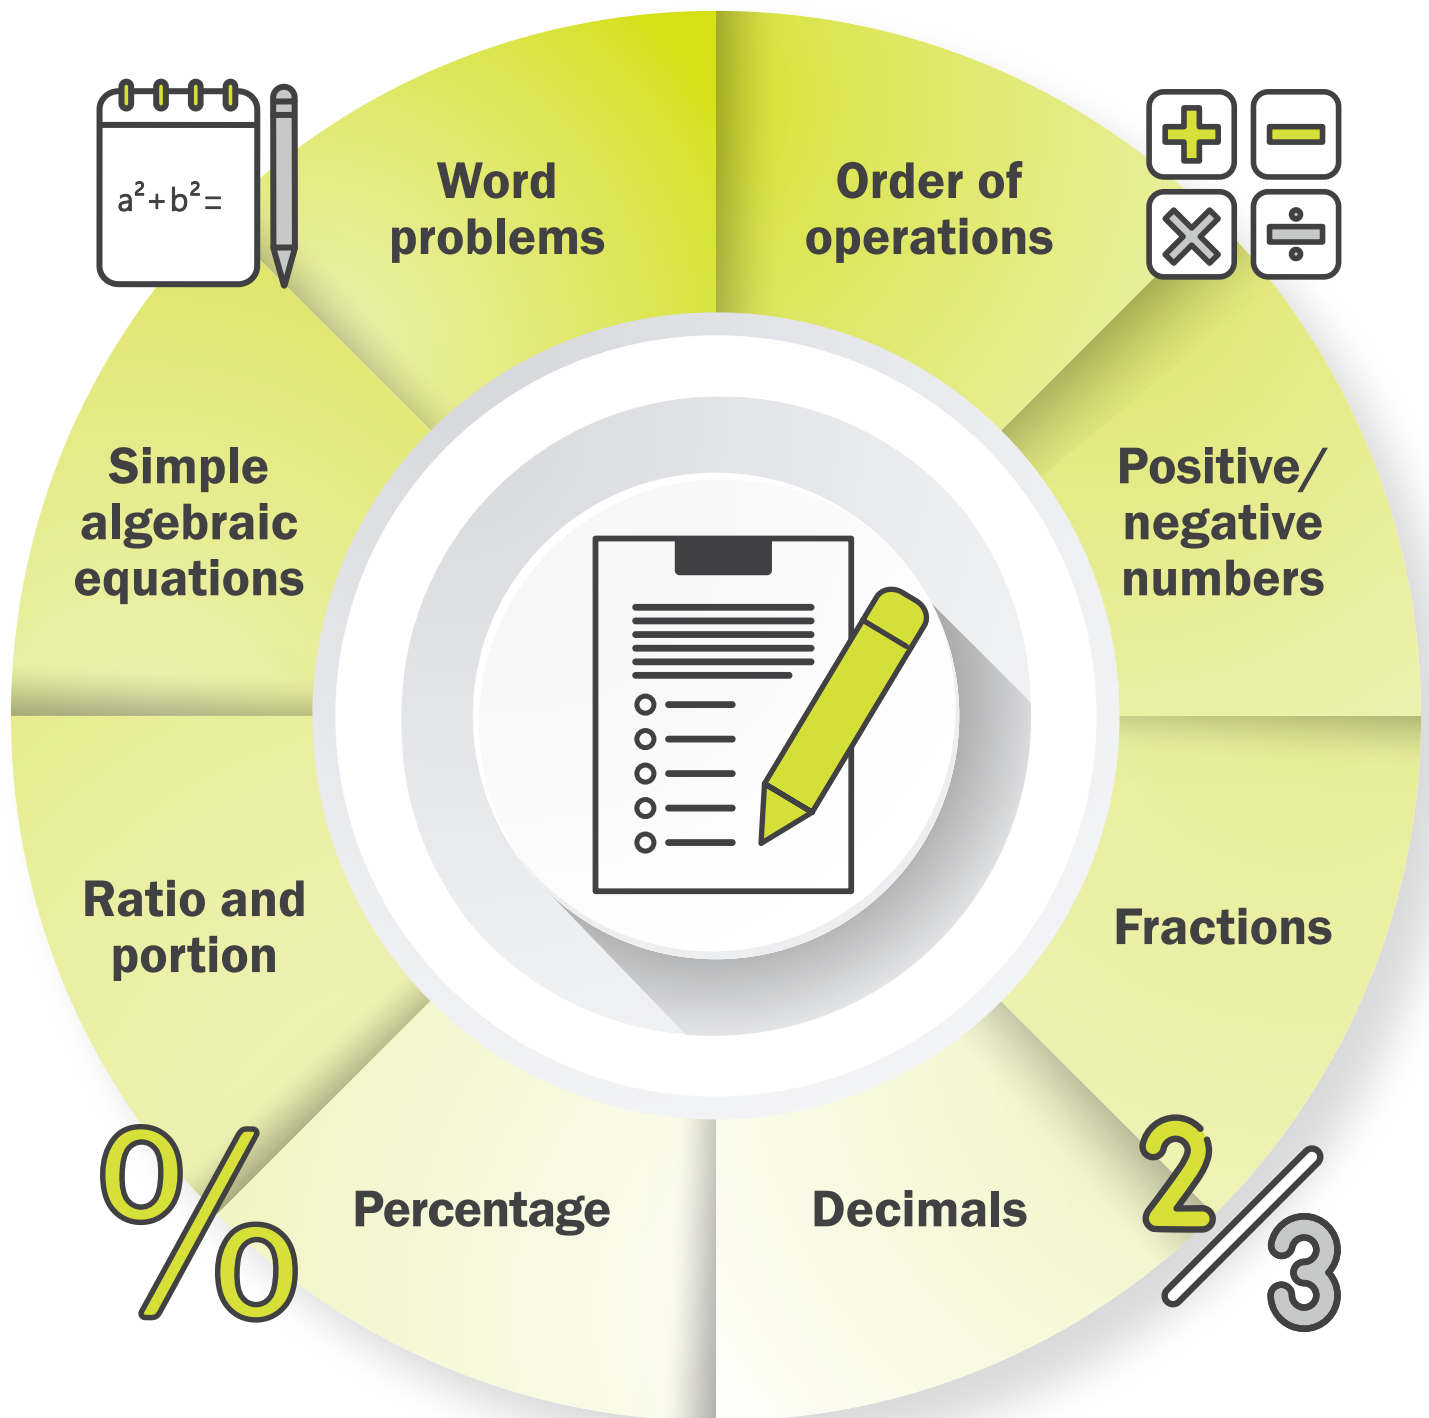 Word
problems
Order of
operations
Positive/
negative
numbers
Fractions
Decimals
Percentage
Ratio and
portion
Simple
algebraic
equations
a²+b²=
+ −
× ÷
%
2/3